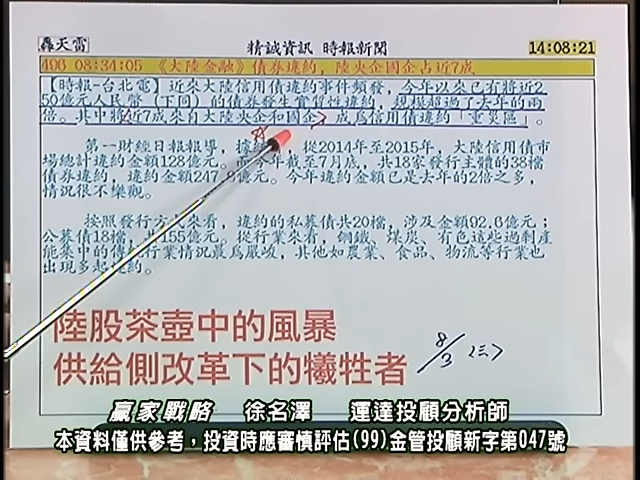 轟天雷
精誠資訊 時報新聞
14:08:21
496 08:34:05 《大陸金融》債券違約，陸央企國企占近7成
【時報-台北電】近來大陸信用債違約事件頻發，今年以來已有將近2
50億元人民幣（下同）的債券發生實質性違約，規模超過了去年的兩
倍。其中將近7成來自大陸央企和國企，成為信用債違約「重災區」。
第一財經日報報導，據 ，從2014年至2015年，大陸信用債市
場總計違約金額128億元。而今年截至7月底，共18家發行主體的38檔
債券違約，違約金額247. 億元。今年違約金額已是去年的2倍之多，
情況很不樂觀。
按照發行方式來看，違約的私募債共20檔，涉及金額92.6億元；
公募債18檔，共155億元。從行業來看，鋼鐵、煤炭、有色這些過剩產
能集中的傳統行業情況最為嚴峻，其他如農業、食品、物流等行業也
出現多起違約。
陸股茶壺中的風暴
供給側改革下的犧牲者
8/3 (三)
贏家戰略 徐名澤 運達投顧分析師
本資料僅供參考，投資時應審慎評估(99)金管投顧新字第047號